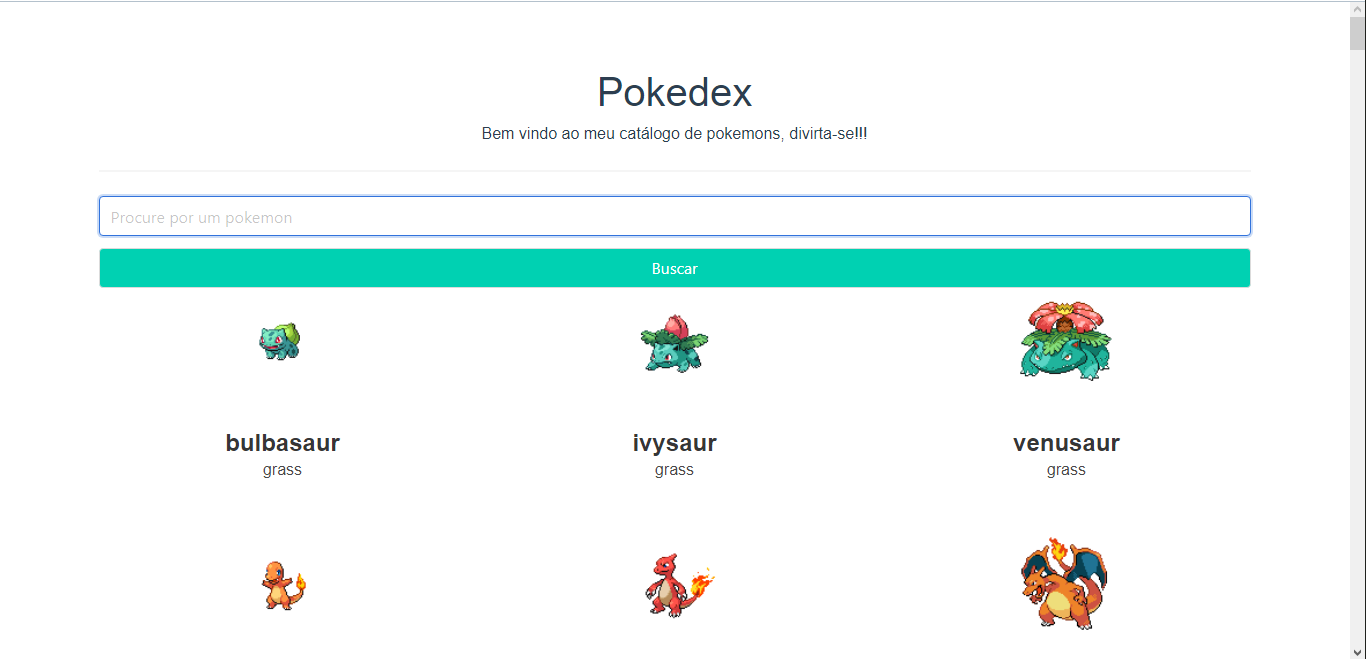 Pokedex
Bem vindo ao meu catálogo de pokemons, divirta-se!!!
Procure por um pokemon
Buscar
bulbasaur
grass
ivysaur
grass
venusaur
grass